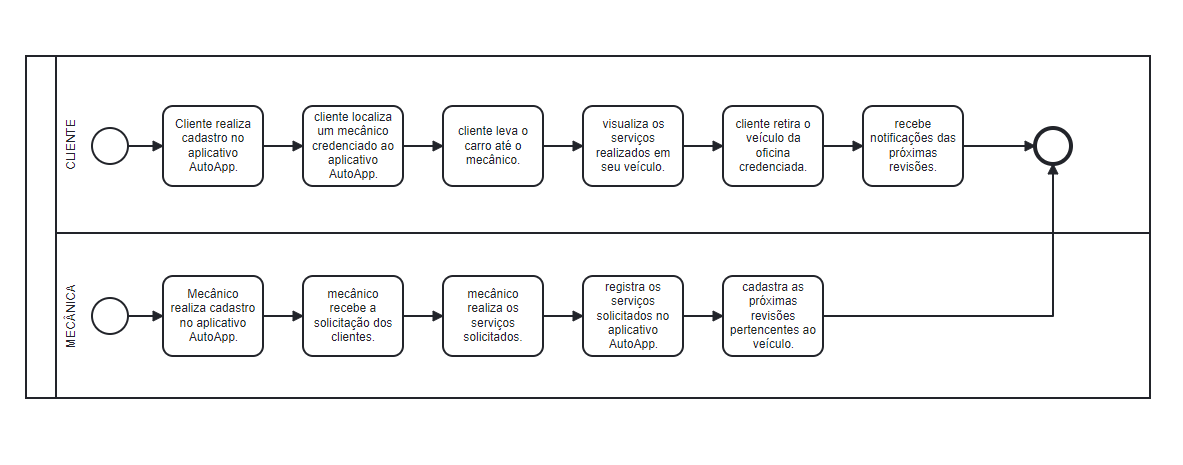 CLIENTE
Cliente realiza
cadastro no
aplicativo
AutoApp.
cliente localiza
um mecânico
credenciado ao
aplicativo
AutoApp.
cliente leva o
carro até o
mecânico.
visualiza os
serviços
realizados em
seu veículo.
cliente retira o
veículo da
oficina
credenciada.
recebe
notificações das
próximas
revisões.
MECÂNICA
Mecânico
realiza cadastro
no aplicativo
AutoApp.
mecânico
recebe a
solicitação dos
clientes.
mecânico
realiza os
serviços
solicitados.
registra os
serviços
solicitados no
aplicativo
AutoApp.
cadastra as
próximas
revisões
pertencentes ao
veículo.